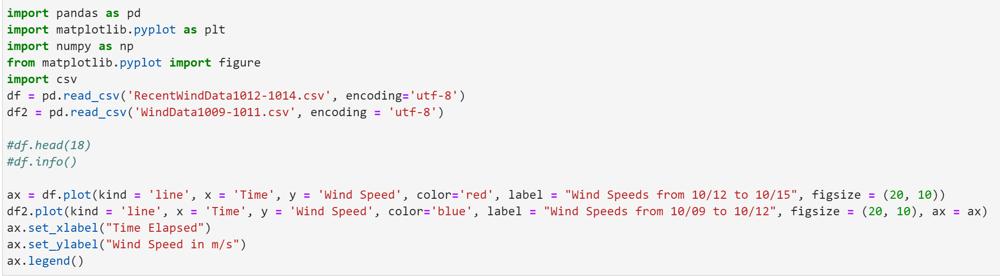 import pandas as pd
import matplotlib.pyplot as plt
import numpy as np
from matplotlib.pyplot import figure
import csv
df = pd.read_csv('RecentWindData1012-1014.csv', encoding='utf-8')
df2 = pd.read_csv('WindData1009-1011.csv', encoding = 'utf-8')
#df.head(18)
#df.info()
ax = df.plot(kind = 'line', x = 'Time', y = 'Wind Speed', color='red', label = "Wind Speeds from 10/12 to 10/15", figsize = (20, 10))
df2.plot(kind = 'line', x = 'Time', y = 'Wind Speed', color='blue', label = "Wind Speeds from 10/09 to 10/12", figsize = (20, 10), ax = ax)
ax.set_xlabel("Time Elapsed")
ax.set_ylabel("Wind Speed in m/s")
ax.legend()